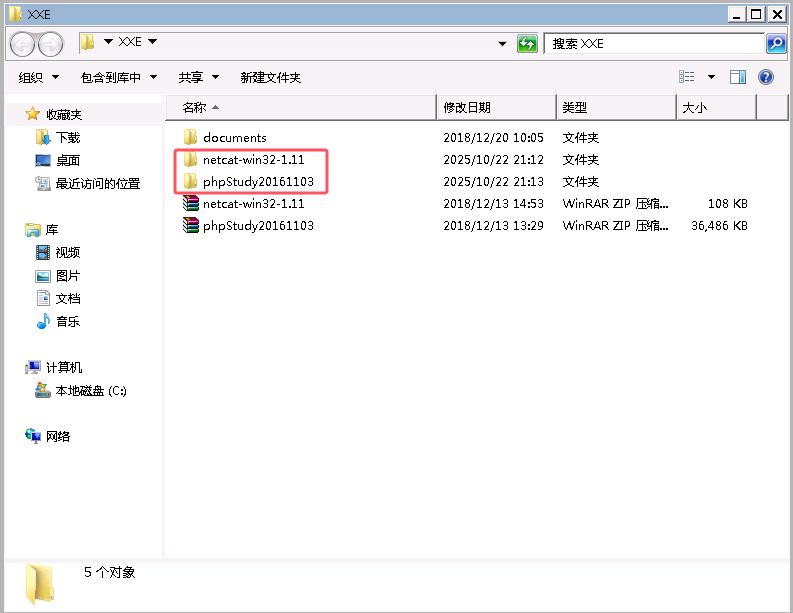 XXE
XXE
搜索 XXE
组织 包含到库中 共享 新建文件夹
名称 修改日期 类型 大小
收藏夹
下载
桌面
最近访问的位置
库
视频
图片
文档
音乐
计算机
本地磁盘 (C:)
网络
documents 2018/12/20 10:05 文件夹
netcat-win32-1.11 2025/10/22 21:12 文件夹
phpStudy20161103 2025/10/22 21:13 文件夹
netcat-win32-1.11 2018/12/13 14:53 WinRAR ZIP 压缩... 108 KB
phpStudy20161103 2018/12/13 13:29 WinRAR ZIP 压缩... 36,486 KB
5 个对象